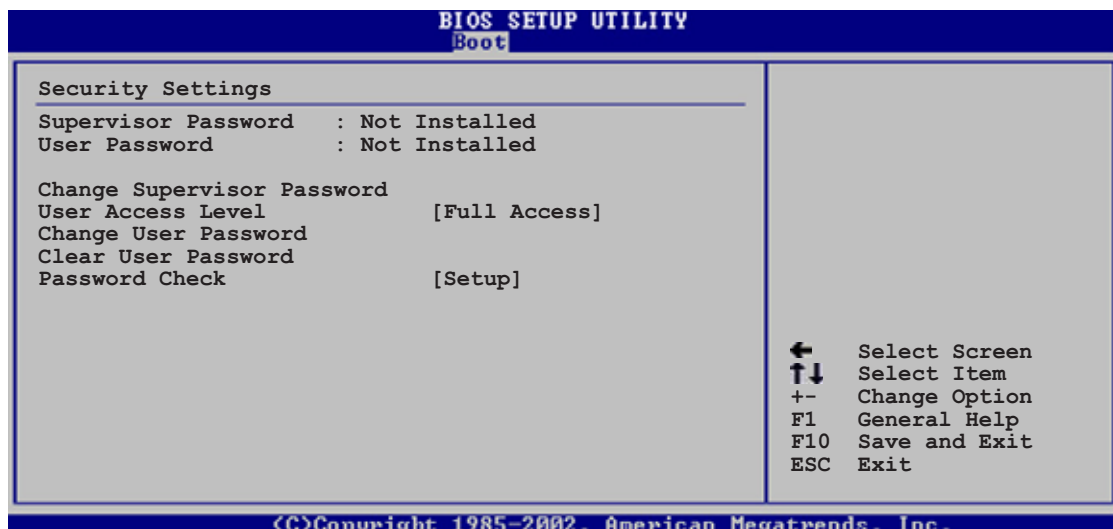 BIOS SETUP UTILITY
Boot
Security Settings
Supervisor Password : Not Installed
User Password : Not Installed
Change Supervisor Password
User Access Level [Full Access]
Change User Password
Clear User Password
Password Check [Setup]
← Select Screen
↑↓ Select Item
+- Change Option
F1 General Help
F10 Save and Exit
ESC Exit
(C)Copyright 1985-2002, American Megatrends, Inc.